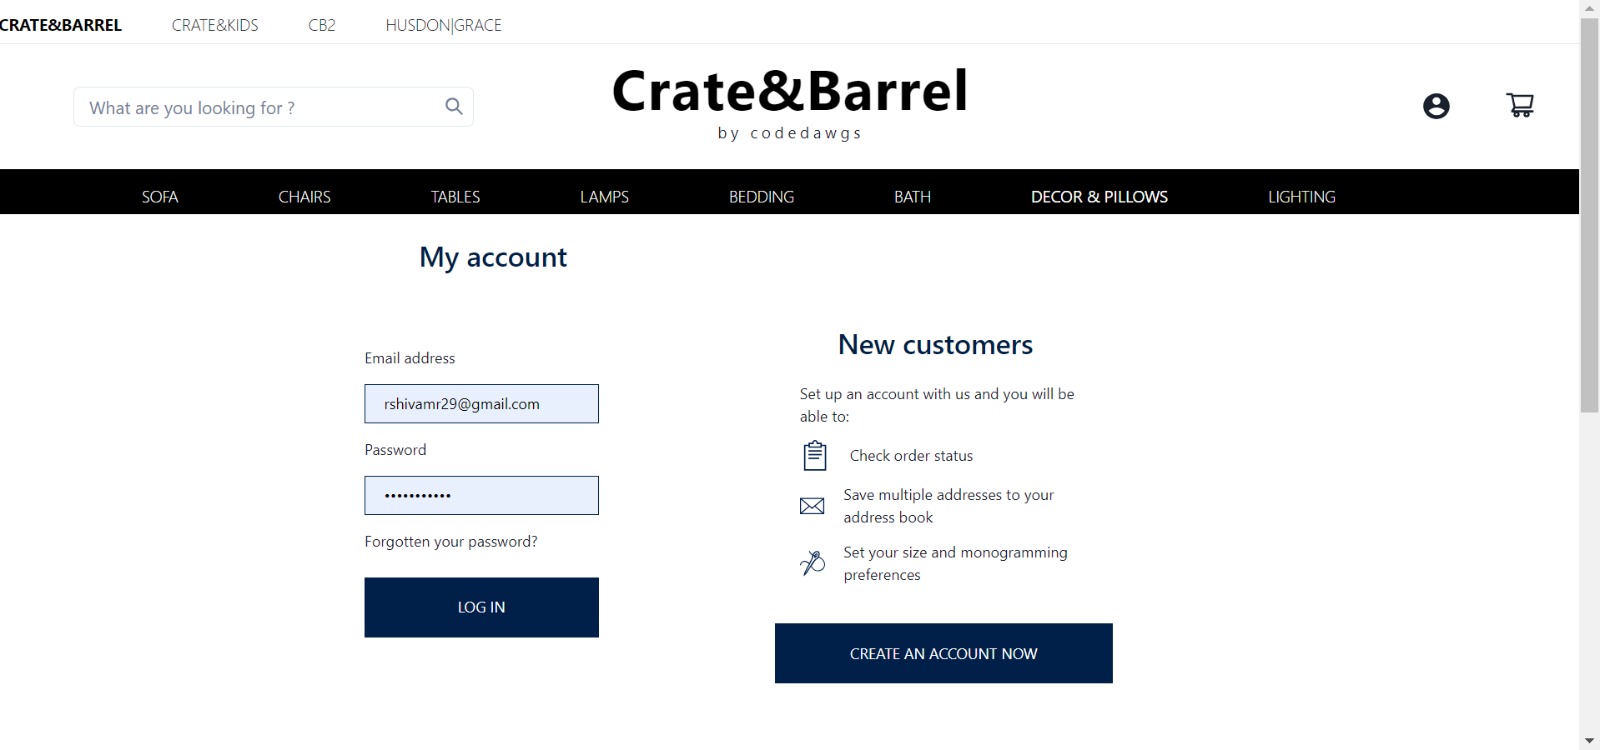 CRATE&BARREL CRATE&KIDS CB2 HUSDON|GRACE
What are you looking for ?
Crate&Barrel
by codedawgs
SOFA CHAIRS TABLES LAMPS BEDDING BATH DECOR & PILLOWS LIGHTING
My account
Email address
rshivamr29@gmail.com
Password
•••••••••••
Forgotten your password?
LOG IN
New customers
Set up an account with us and you will be
able to:
Check order status
Save multiple addresses to your
address book
Set your size and monogramming
preferences
CREATE AN ACCOUNT NOW